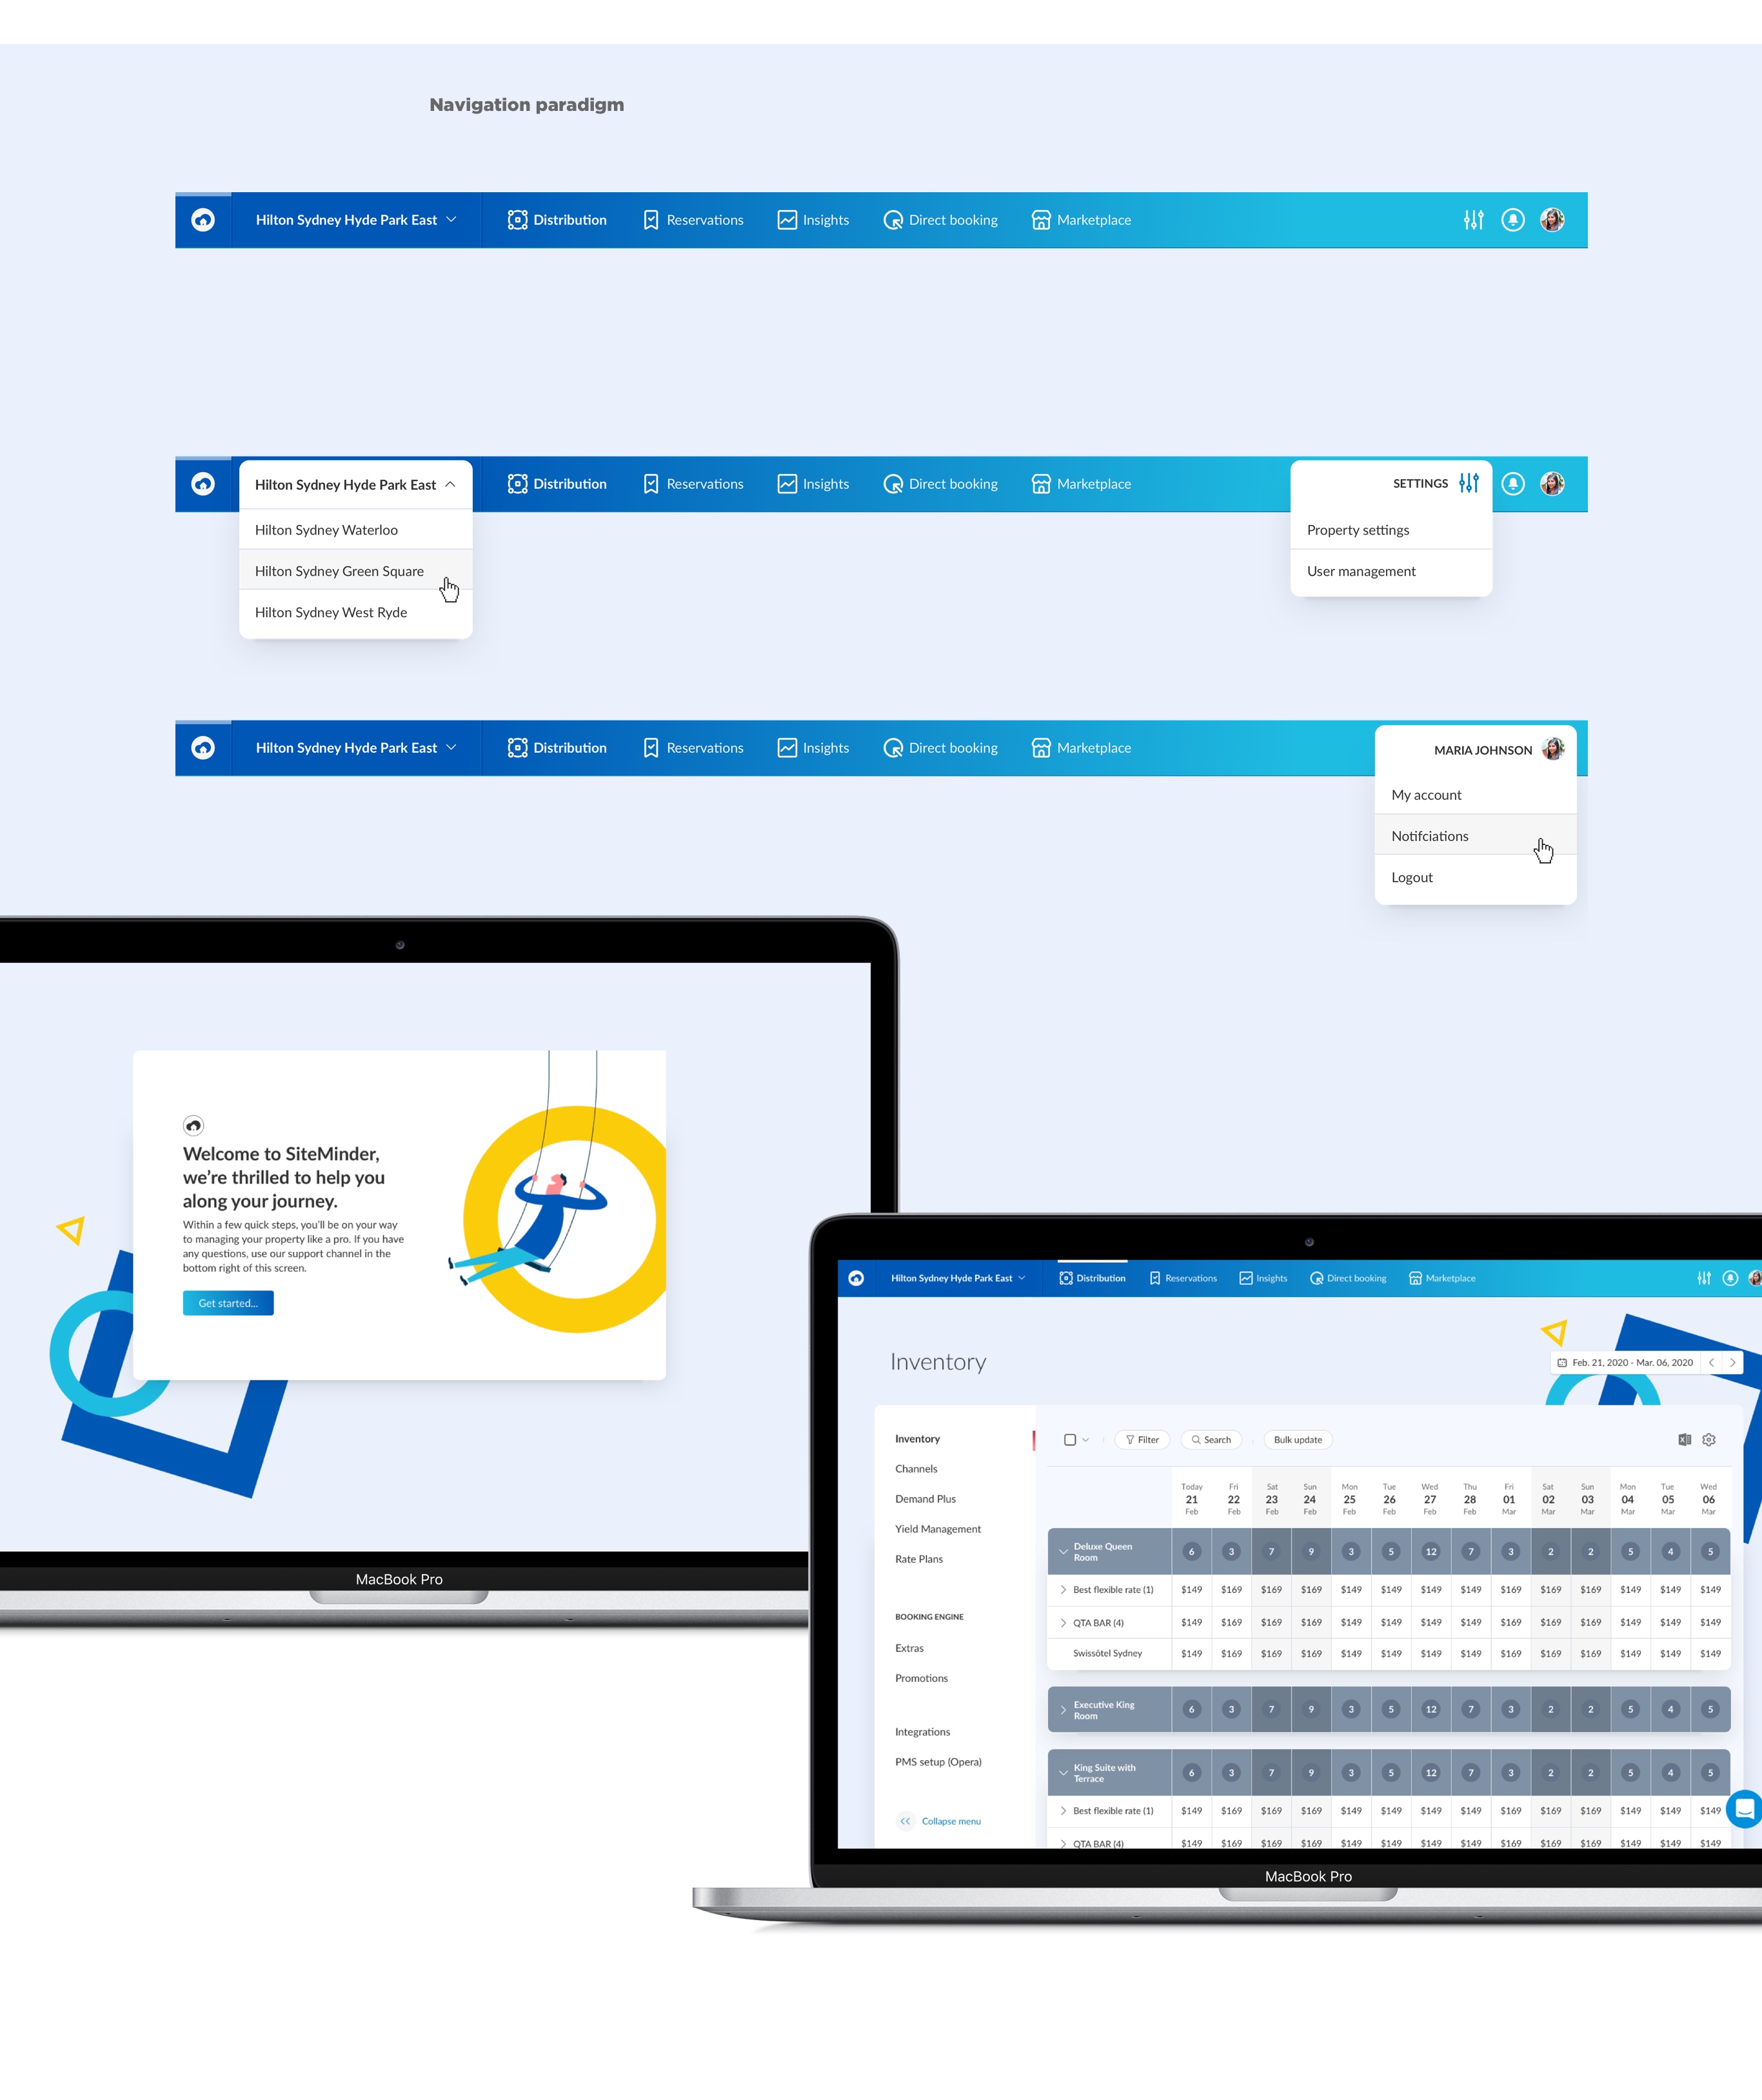 Navigation paradigm
Hilton Sydney Hyde Park East Distribution Reservations Insights Direct booking Marketplace
Hilton Sydney Hyde Park East Distribution Reservations Insights Direct booking Marketplace SETTINGS
Hilton Sydney Waterloo
Hilton Sydney Green Square
Hilton Sydney West Ryde
Property settings
User management
Hilton Sydney Hyde Park East Distribution Reservations Insights Direct booking Marketplace MARIA JOHNSON
My account
Notifciations
Logout
Welcome to SiteMinder,
we're thrilled to help you
along your journey.
Within a few quick steps, you'll be on your way
to managing your property like a pro. If you have
any questions, use our support channel in the
bottom right of this screen.
Get started...
MacBook Pro
Hilton Sydney Hyde Park East Distribution Reservations Insights Direct booking Marketplace
Inventory
Feb. 21, 2020 - Mar. 06, 2020
Inventory
Channels
Demand Plus
Yield Management
Rate Plans
BOOKING ENGINE
Extras
Promotions
Integrations
PMS setup (Opera)
Collapse menu
Filter Search Bulk update
Today Fri Sat Sun Mon Tue Wed Thu Fri Sat Sun Mon Tue Wed
21 22 23 24 25 26 27 28 01 02 03 04 05 06
Feb Feb Feb Feb Feb Feb Feb Feb Mar Mar Mar Mar Mar Mar
Deluxe Queen
Room
6 3 7 9 3 5 12 7 3 2 2 5 4 5
Best flexible rate (1) $149 $169 $169 $169 $149 $149 $149 $149 $169 $169 $169 $149 $149 $149
QTA BAR (4) $149 $169 $169 $169 $149 $149 $149 $149 $169 $169 $169 $149 $149 $149
Swissôtel Sydney $149 $169 $169 $169 $149 $149 $149 $149 $169 $169 $169 $149 $149 $149
Executive King
Room
6 3 7 9 3 5 12 7 3 2 2 5 4 5
King Suite with
Terrace
6 3 7 9 3 5 12 7 3 2 2 5 4 5
Best flexible rate (1) $149 $169 $169 $169 $149 $149 $149 $149 $169 $169 $169 $149 $149 $149
QTA BAR (4) $149 $169 $169 $169 $149 $149 $149 $149 $169 $169 $169 $149 $149 $149
MacBook Pro